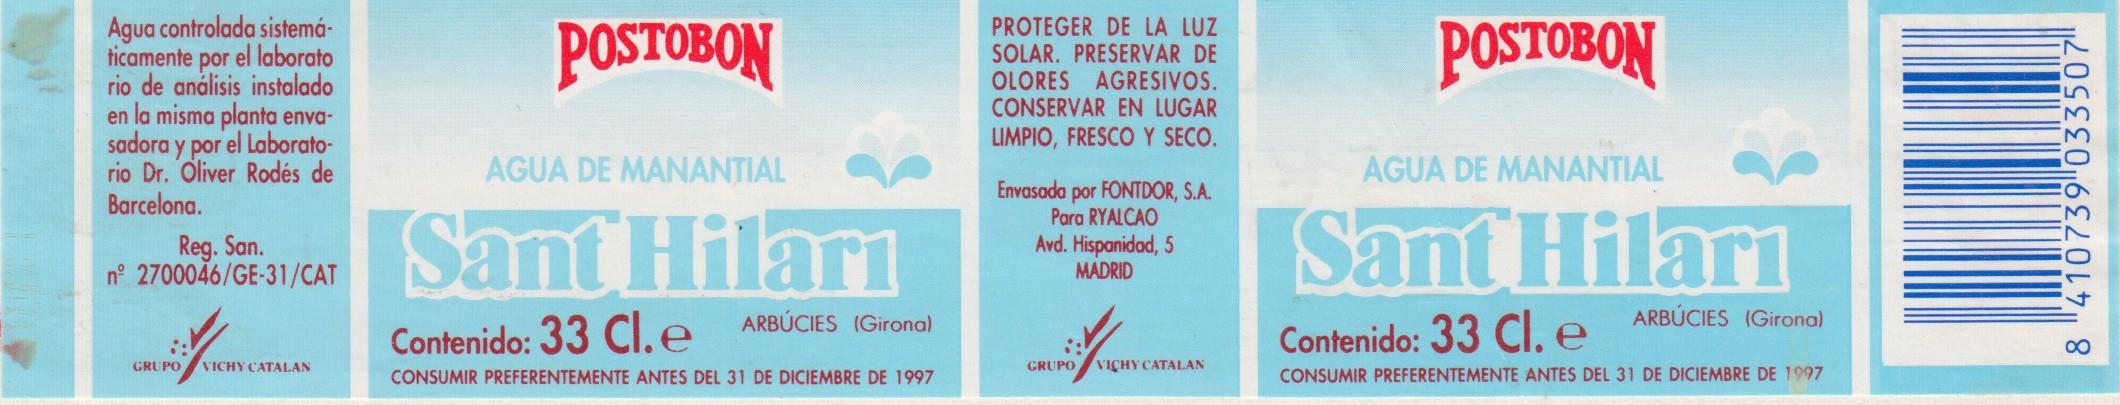 Agua controlada sistemá-
ticamente por el laborato
rio de análisis instalado
en la misma planta enva-
sadora y por el Laborato-
rio Dr. Oliver Rodés de
Barcelona.
Reg. San.
nº 2700046/GE-31/CAT
GRUPO VICHY CATALAN
POSTOBON
AGUA DE MANANTIAL
Sant Hilari
Contenido: 33 Cl. e ARBÚCIES (Girona)
CONSUMIR PREFERENTEMENTE ANTES DEL 31 DE DICIEMBRE DE 1997
PROTEGER DE LA LUZ
SOLAR. PRESERVAR DE
OLORES AGRESIVOS.
CONSERVAR EN LUGAR
LIMPIO, FRESCO Y SECO.
Envasada por FONTDOR, S.A.
Para RYALCAO
Avd. Hispanidad, 5
MADRID
GRUPO VICHY CATALAN
POSTOBON
AGUA DE MANANTIAL
Sant Hilari
Contenido: 33 Cl. e ARBÚCIES (Girona)
CONSUMIR PREFERENTEMENTE ANTES DEL 31 DE DICIEMBRE DE 1997
8 410739 033507